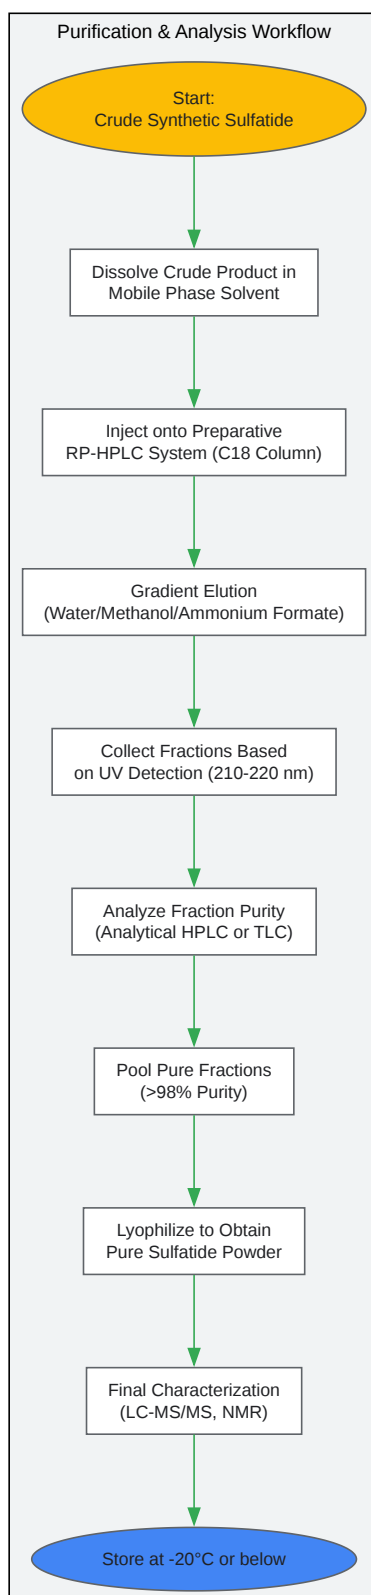 Purification & Analysis Workflow
Start:
Crude Synthetic Sulfatide
Dissolve Crude Product in
Mobile Phase Solvent
Inject onto Preparative
RP-HPLC System (C18 Column)
Gradient Elution
(Water/Methanol/Ammonium Formate)
Collect Fractions Based
on UV Detection (210-220 nm)
Analyze Fraction Purity
(Analytical HPLC or TLC)
Pool Pure Fractions
(>98% Purity)
Lyophilize to Obtain
Pure Sulfatide Powder
Final Characterization
(LC-MS/MS, NMR)
Store at -20°C or below